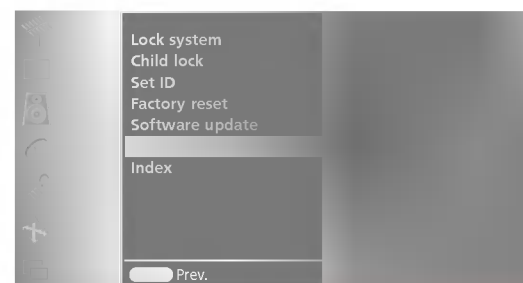 Lock system
Child lock
Set ID
Factory reset
Software update
Index
Prev.